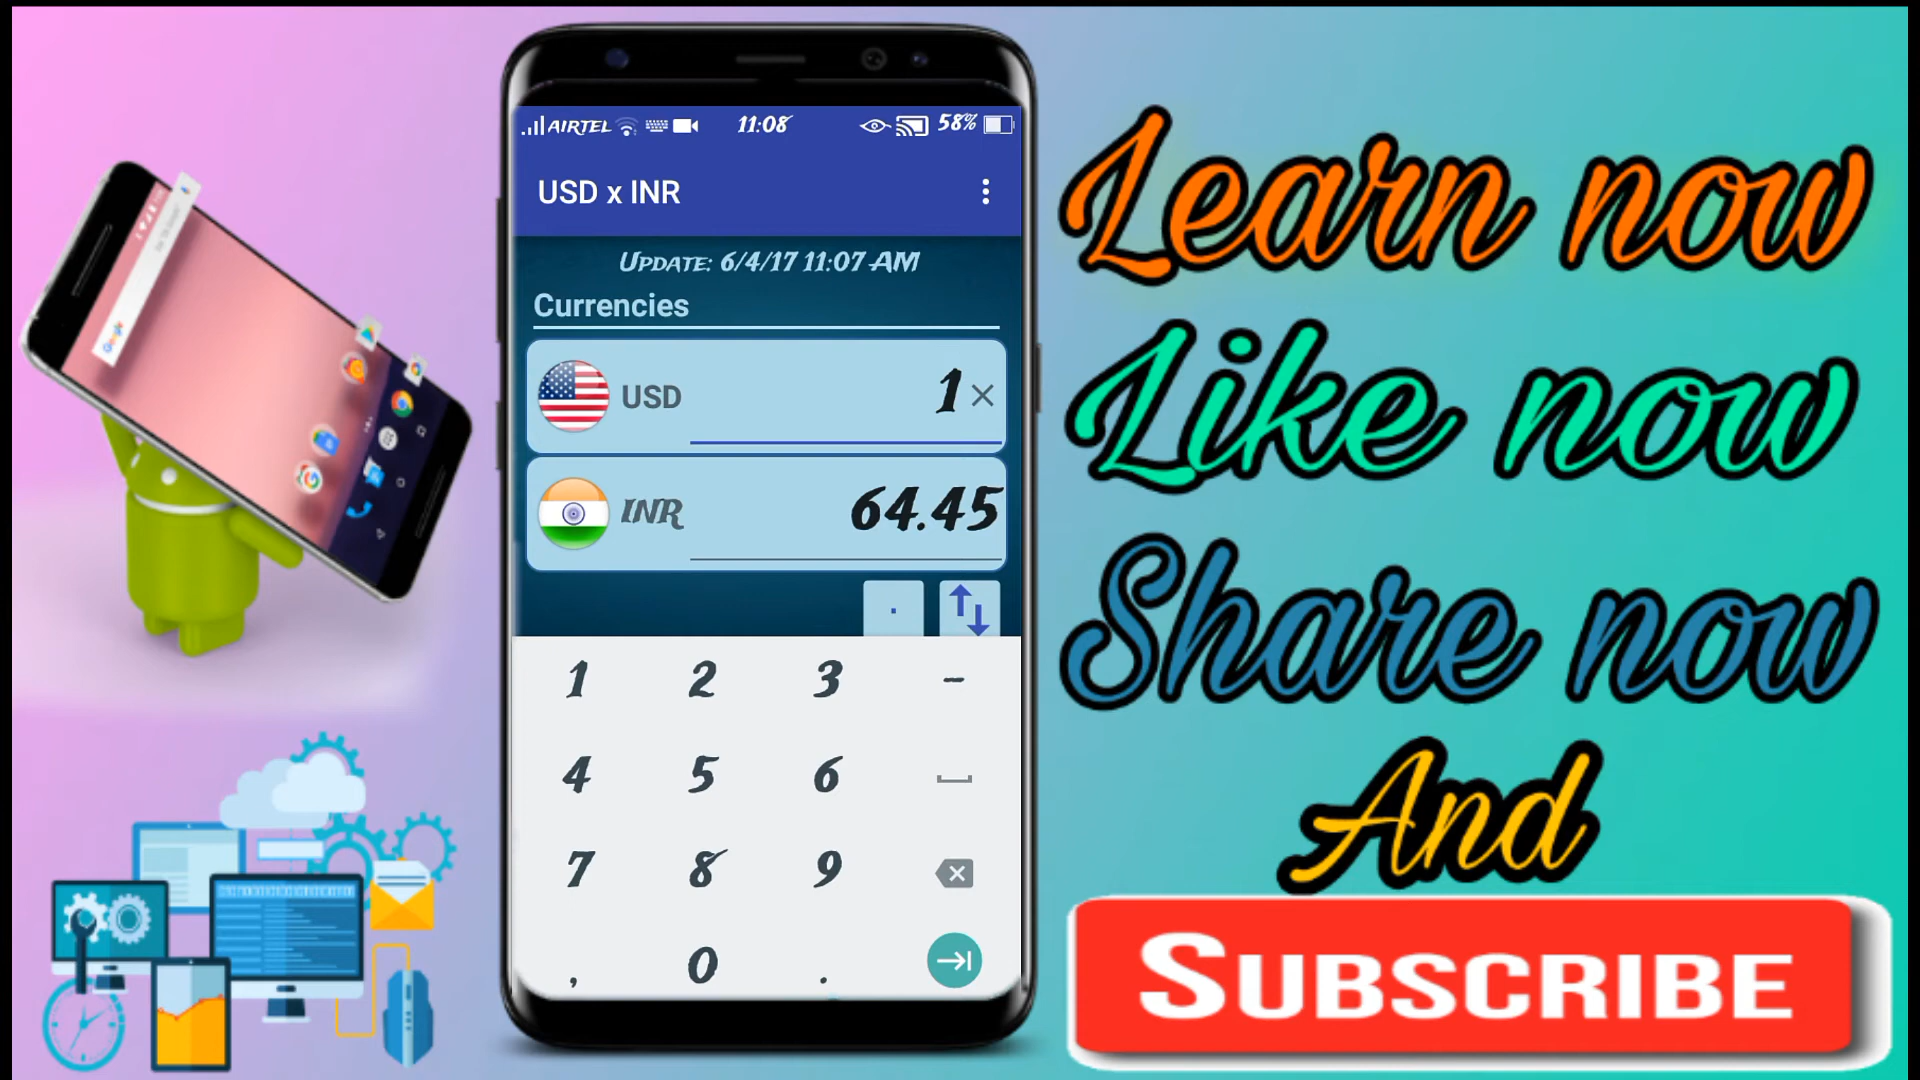 AIRTEL 11:08 58%
USD x INR
UPDATE: 6/4/17 11:07 AM
Currencies
USD 1
INR 64.45
.
1 2 3 -
4 5 6
7 8 9
, 0 .
Learn now
Like now
Share now
And
SUBSCRIBE
Google